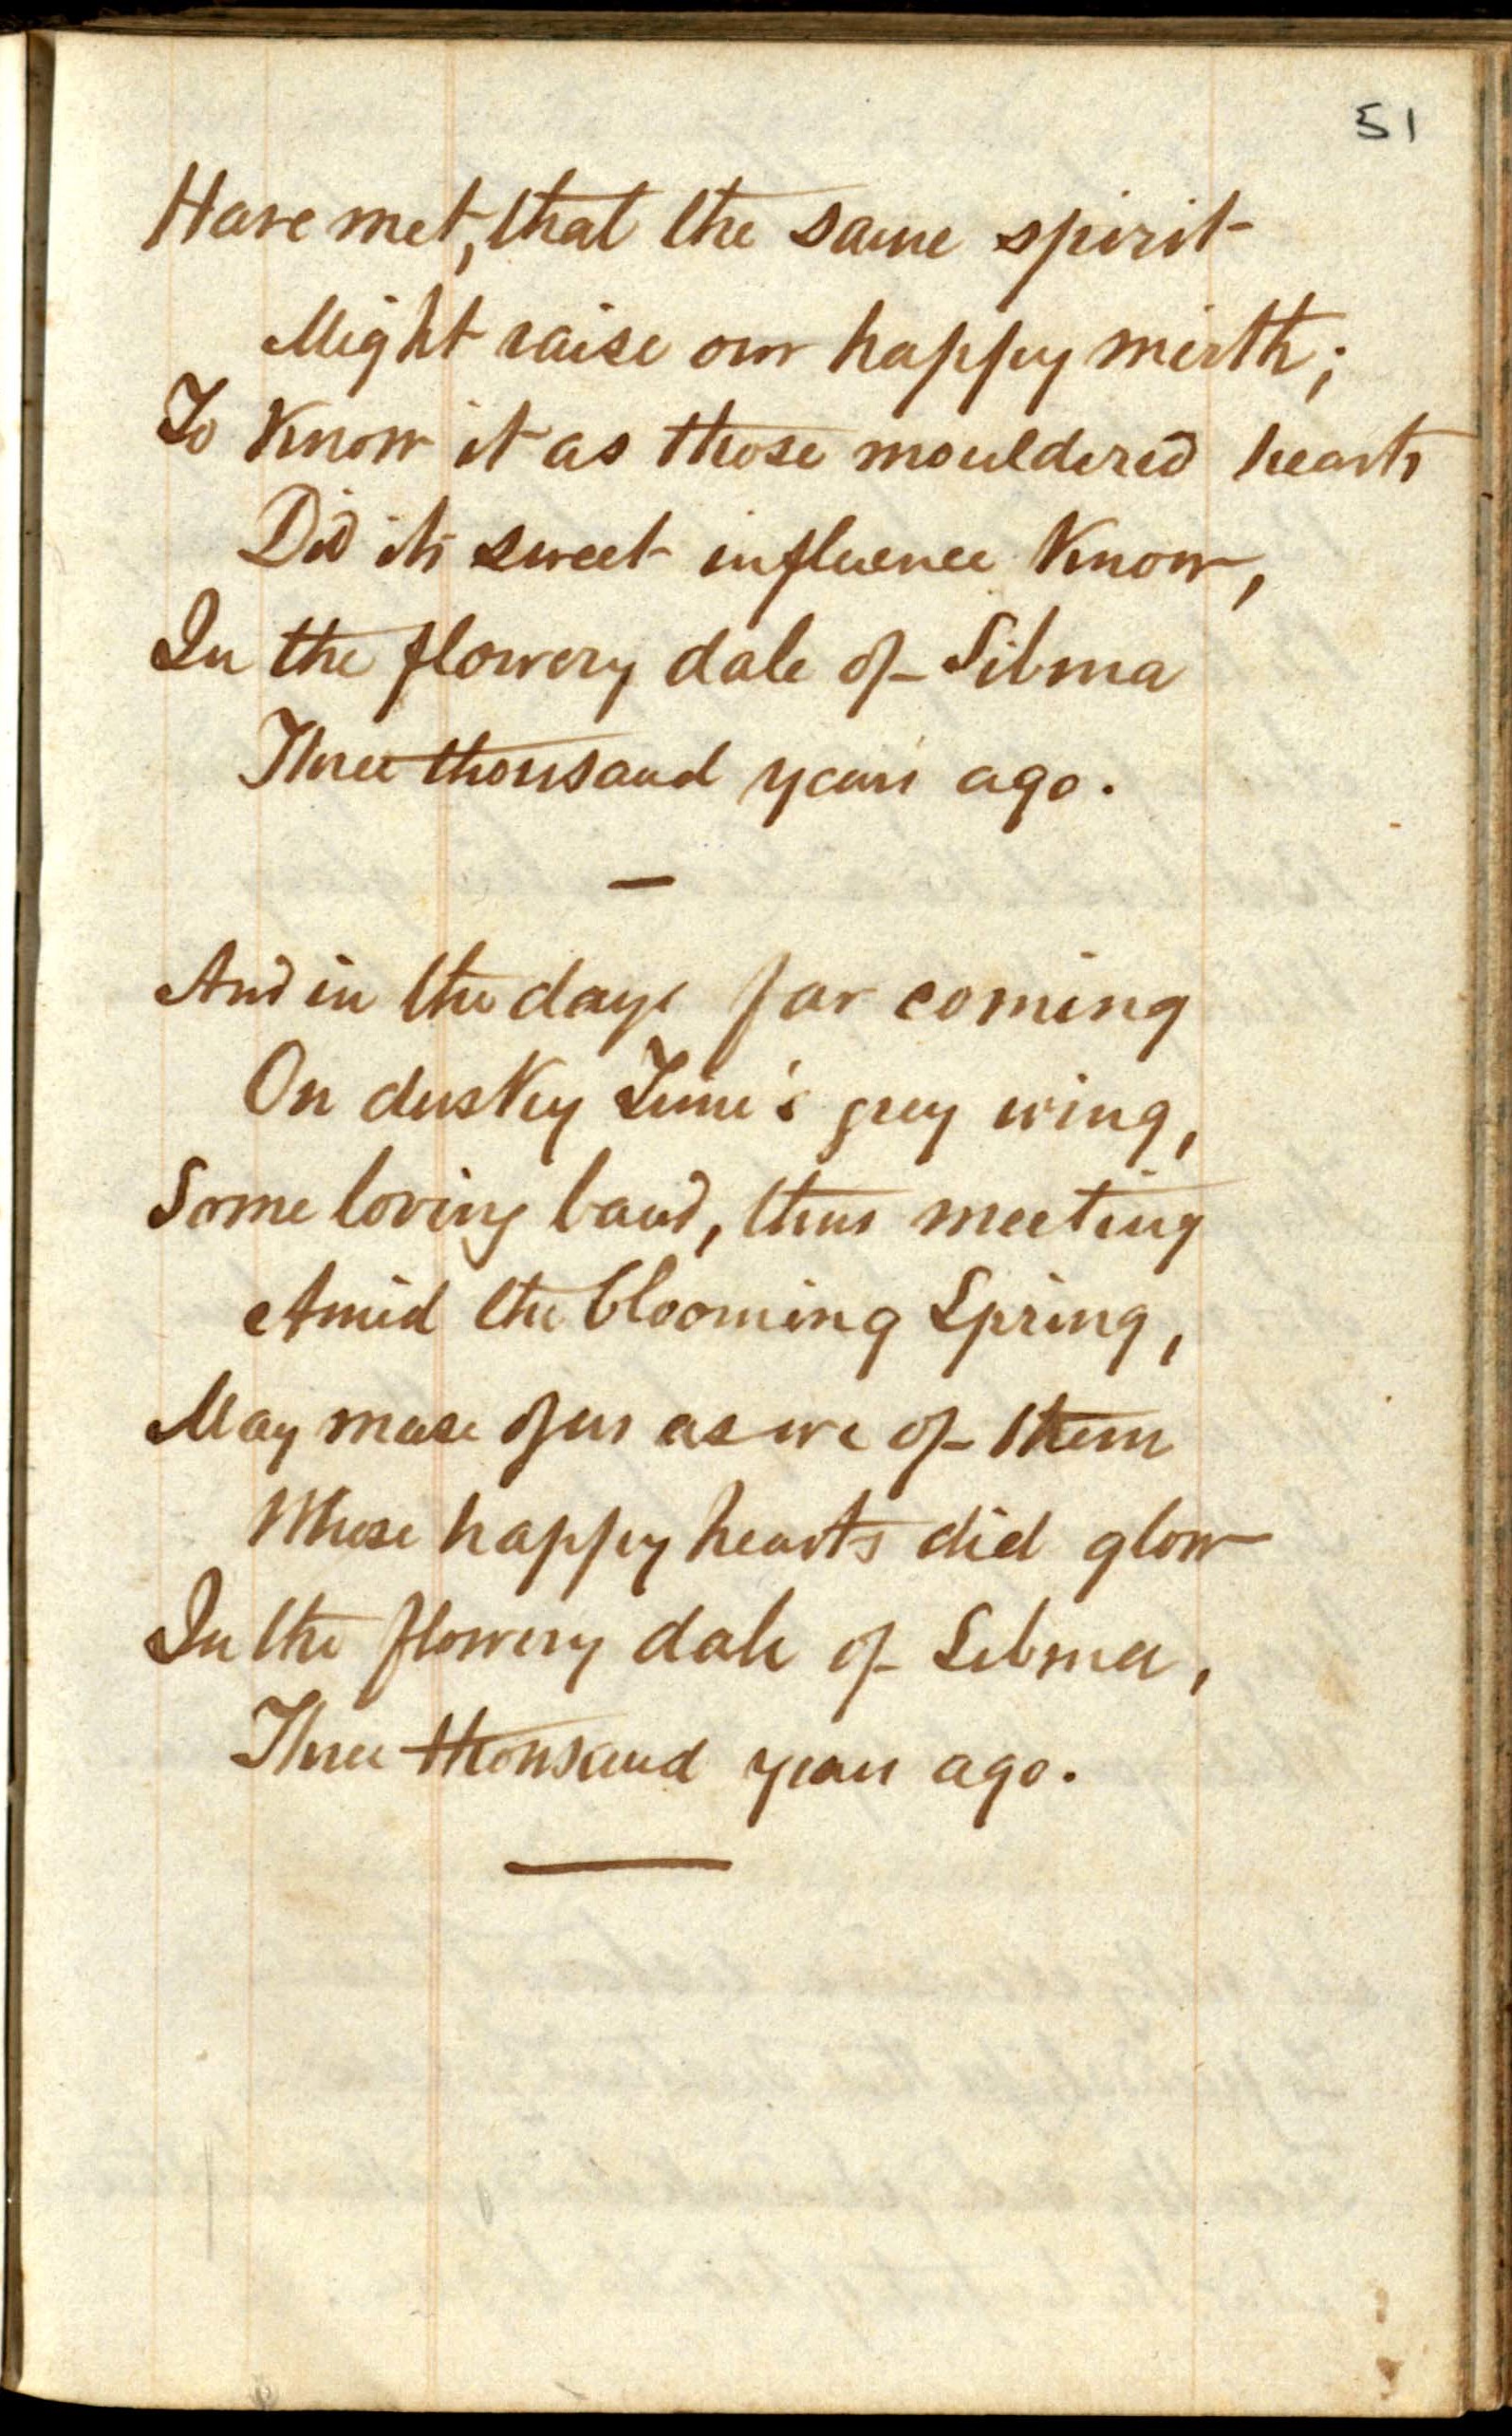 51
Have met, that the same spirit
Might raise our happy mirth;
To know it as those mouldered hearts
Did its sweet influence know,
In the flowery dale of Sibma
Three thousand years ago.
—
And in the days far coming
On dusky Time's grey wing,
Some loving band, thus meeting
Amid the blooming Spring,
May muse of us as we of them
Whose happy hearts did glow
In the flowery dale of Sibma,
Three thousand years ago.